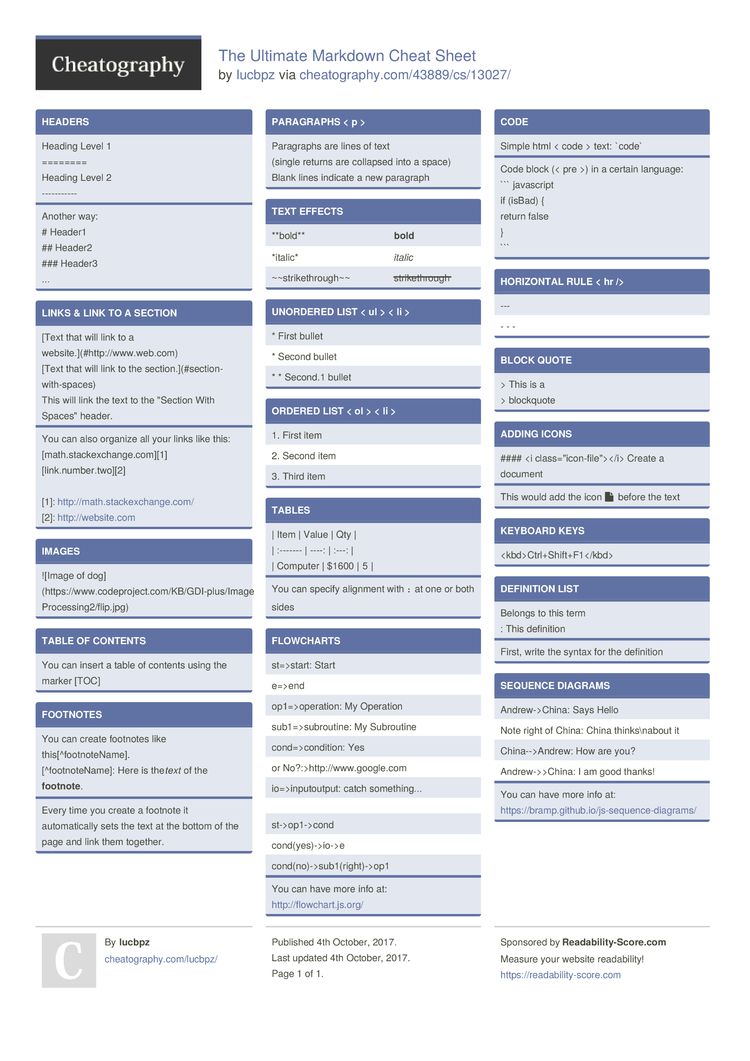 Cheatography
The Ultimate Markdown Cheat Sheet
by lucbpz via cheatography.com/43889/cs/13027/
HEADERS
Heading Level 1
========
Heading Level 2
-----------
Another way:
# Header1
## Header2
### Header3
...
LINKS & LINK TO A SECTION
[Text that will link to a
website.](#http://www.web.com)
[Text that will link to the section.](#section-
with-spaces)
This will link the text to the "Section With
Spaces" header.
You can also organize all your links like this:
[math.stackexchange.com][1]
[link.number.two][2]
[1]: http://math.stackexchange.com/
[2]: http://website.com
IMAGES
![Image of dog]
(https://www.codeproject.com/KB/GDI-plus/Image
Processing2/flip.jpg)
TABLE OF CONTENTS
You can insert a table of contents using the
marker [TOC]
FOOTNOTES
You can create footnotes like
this[^footnoteName].
[^footnoteName]: Here is the text of the
footnote.
Every time you create a footnote it
automatically sets the text at the bottom of the
page and link them together.
PARAGRAPHS < p >
Paragraphs are lines of text
(single returns are collapsed into a space)
Blank lines indicate a new paragraph
TEXT EFFECTS
**bold** bold
*italic* italic
~~strikethrough~~ strikethrough
UNORDERED LIST < ul > < li >
* First bullet
* Second bullet
* * Second.1 bullet
ORDERED LIST < ol > < li >
1. First item
2. Second item
3. Third item
TABLES
| Item | Value | Qty |
| :------- | ----: | :---: |
| Computer | $1600 | 5 |
You can specify alignment with : at one or both
sides
FLOWCHARTS
st=>start: Start
e=>end
op1=>operation: My Operation
sub1=>subroutine: My Subroutine
cond=>condition: Yes
or No?:>http://www.google.com
io=>inputoutput: catch something...
st->op1->cond
cond(yes)->io->e
cond(no)->sub1(right)->op1
You can have more info at:
http://flowchart.js.org/
CODE
Simple html < code > text: `code`
Code block (< pre >) in a certain language:
``` javascript
if (isBad) {
return false
}
```
HORIZONTAL RULE < hr />
---
- - -
BLOCK QUOTE
> This is a
> blockquote
ADDING ICONS
#### <i class="icon-file"></i> Create a
document
This would add the icon before the text
KEYBOARD KEYS
<kbd>Ctrl+Shift+F1</kbd>
DEFINITION LIST
Belongs to this term
: This definition
First, write the syntax for the definition
SEQUENCE DIAGRAMS
Andrew->China: Says Hello
Note right of China: China thinks\nabout it
China-->Andrew: How are you?
Andrew->>China: I am good thanks!
You can have more info at:
https://bramp.github.io/js-sequence-diagrams/
C
By lucbpz
cheatography.com/lucbpz/
Published 4th October, 2017.
Last updated 4th October, 2017.
Page 1 of 1.
Sponsored by Readability-Score.com
Measure your website readability!
https://readability-score.com